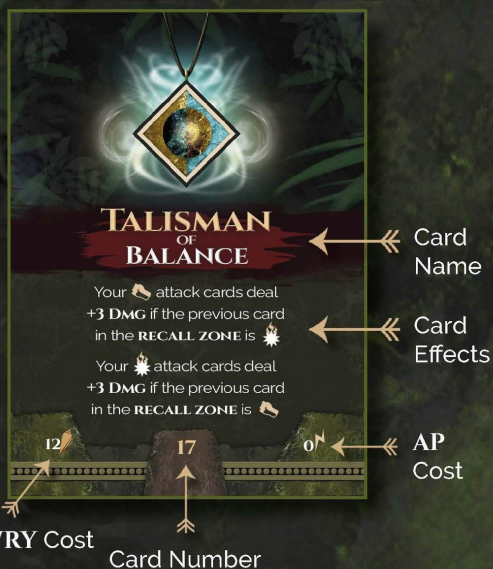 TALISMAN
OF
BALANCE
Your attack cards deal
+3 DMG if the previous card
in the RECALL ZONE is
Your attack cards deal
+3 DMG if the previous card
in the RECALL ZONE is
12
17
0
Card
Name
Card
Effects
AP
Cost
Cost
Card Number